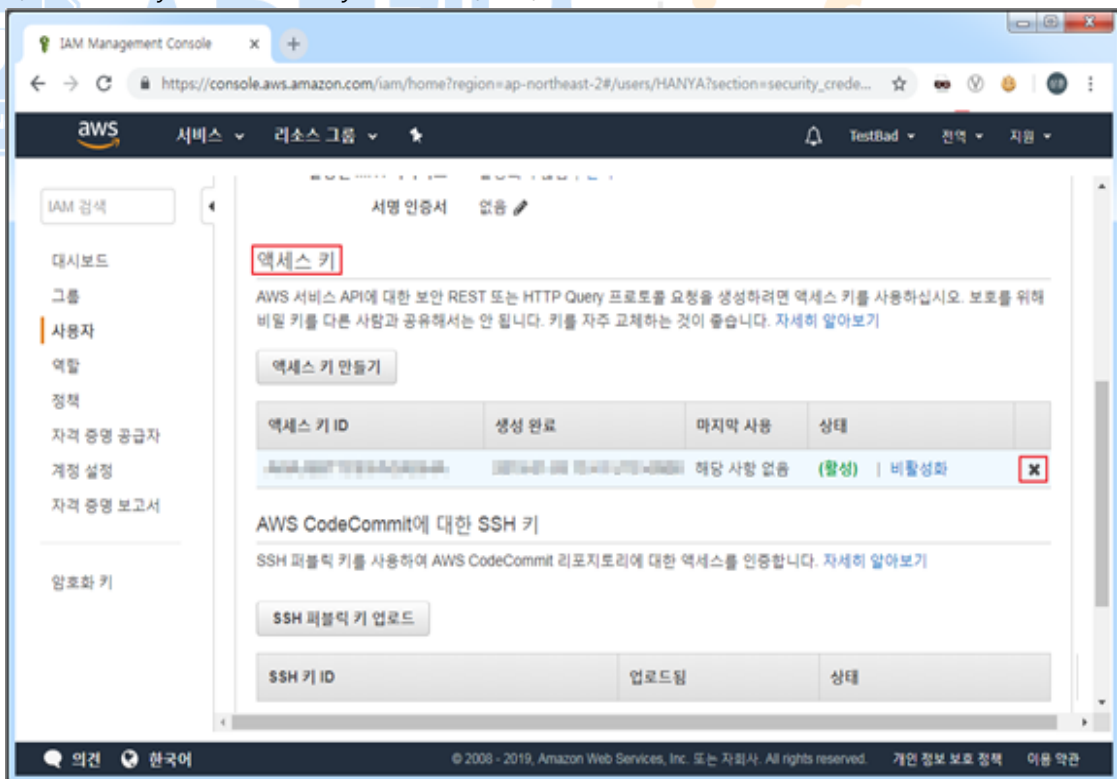 IAM Management Console
https://console.aws.amazon.com/iam/home?region=ap-northeast-2#/users/HANYA?section=security_crede...
aws 서비스 리소스 그룹 TestBad 전역 지원
IAM 검색
서명 인증서 없음
대시보드
그룹
사용자
역할
정책
자격 증명 공급자
계정 설정
자격 증명 보고서
암호화 키
액세스 키
AWS 서비스 API에 대한 보안 REST 또는 HTTP Query 프로토콜 요청을 생성하려면 액세스 키를 사용하십시오. 보호를 위해
비밀 키를 다른 사람과 공유해서는 안 됩니다. 키를 자주 교체하는 것이 좋습니다. 자세히 알아보기
액세스 키 만들기
액세스 키 ID 생성 완료 마지막 사용 상태
해당 사항 없음 (활성) | 비활성화
AWS CodeCommit에 대한 SSH 키
SSH 퍼블릭 키를 사용하여 AWS CodeCommit 리포지토리에 대한 액세스를 인증합니다. 자세히 알아보기
SSH 퍼블릭 키 업로드
SSH 키 ID 업로드됨 상태
의견 한국어 © 2008 - 2019, Amazon Web Services, Inc. 또는 자회사. All rights reserved. 개인 정보 보호 정책 이용 약관